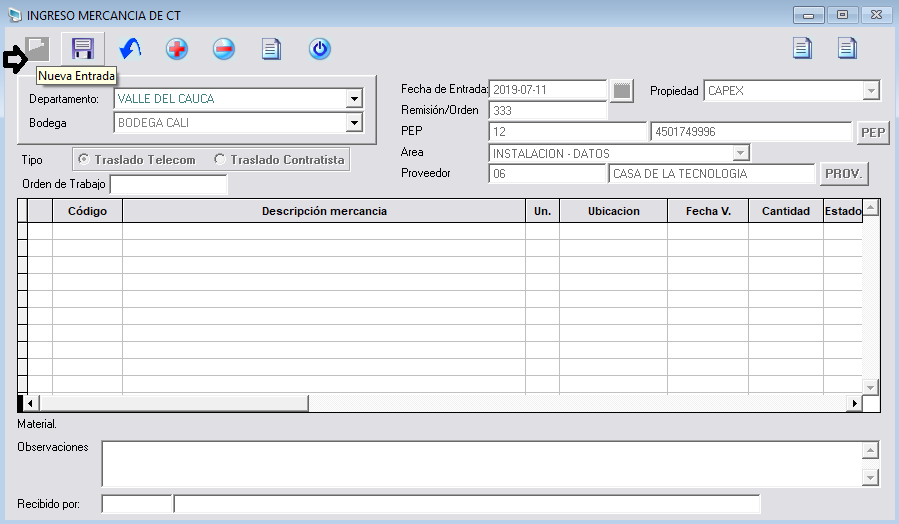 INGRESO MERCANCIA DE CT
Nueva Entrada
Departamento: VALLE DEL CAUCA
Bodega BODEGA CALI
Tipo Traslado Telecom Traslado Contratista
Orden de Trabajo
Fecha de Entrada: 2019-07-11 Propiedad CAPEX
Remisión/Orden 333
PEP 12 4501749996 PEP
Area INSTALACION - DATOS
Proveedor 06 CASA DE LA TECNOLOGIA PROV.
Código Descripción mercancia Un. Ubicacion Fecha V. Cantidad Estado
Material.
Observaciones
Recibido por: